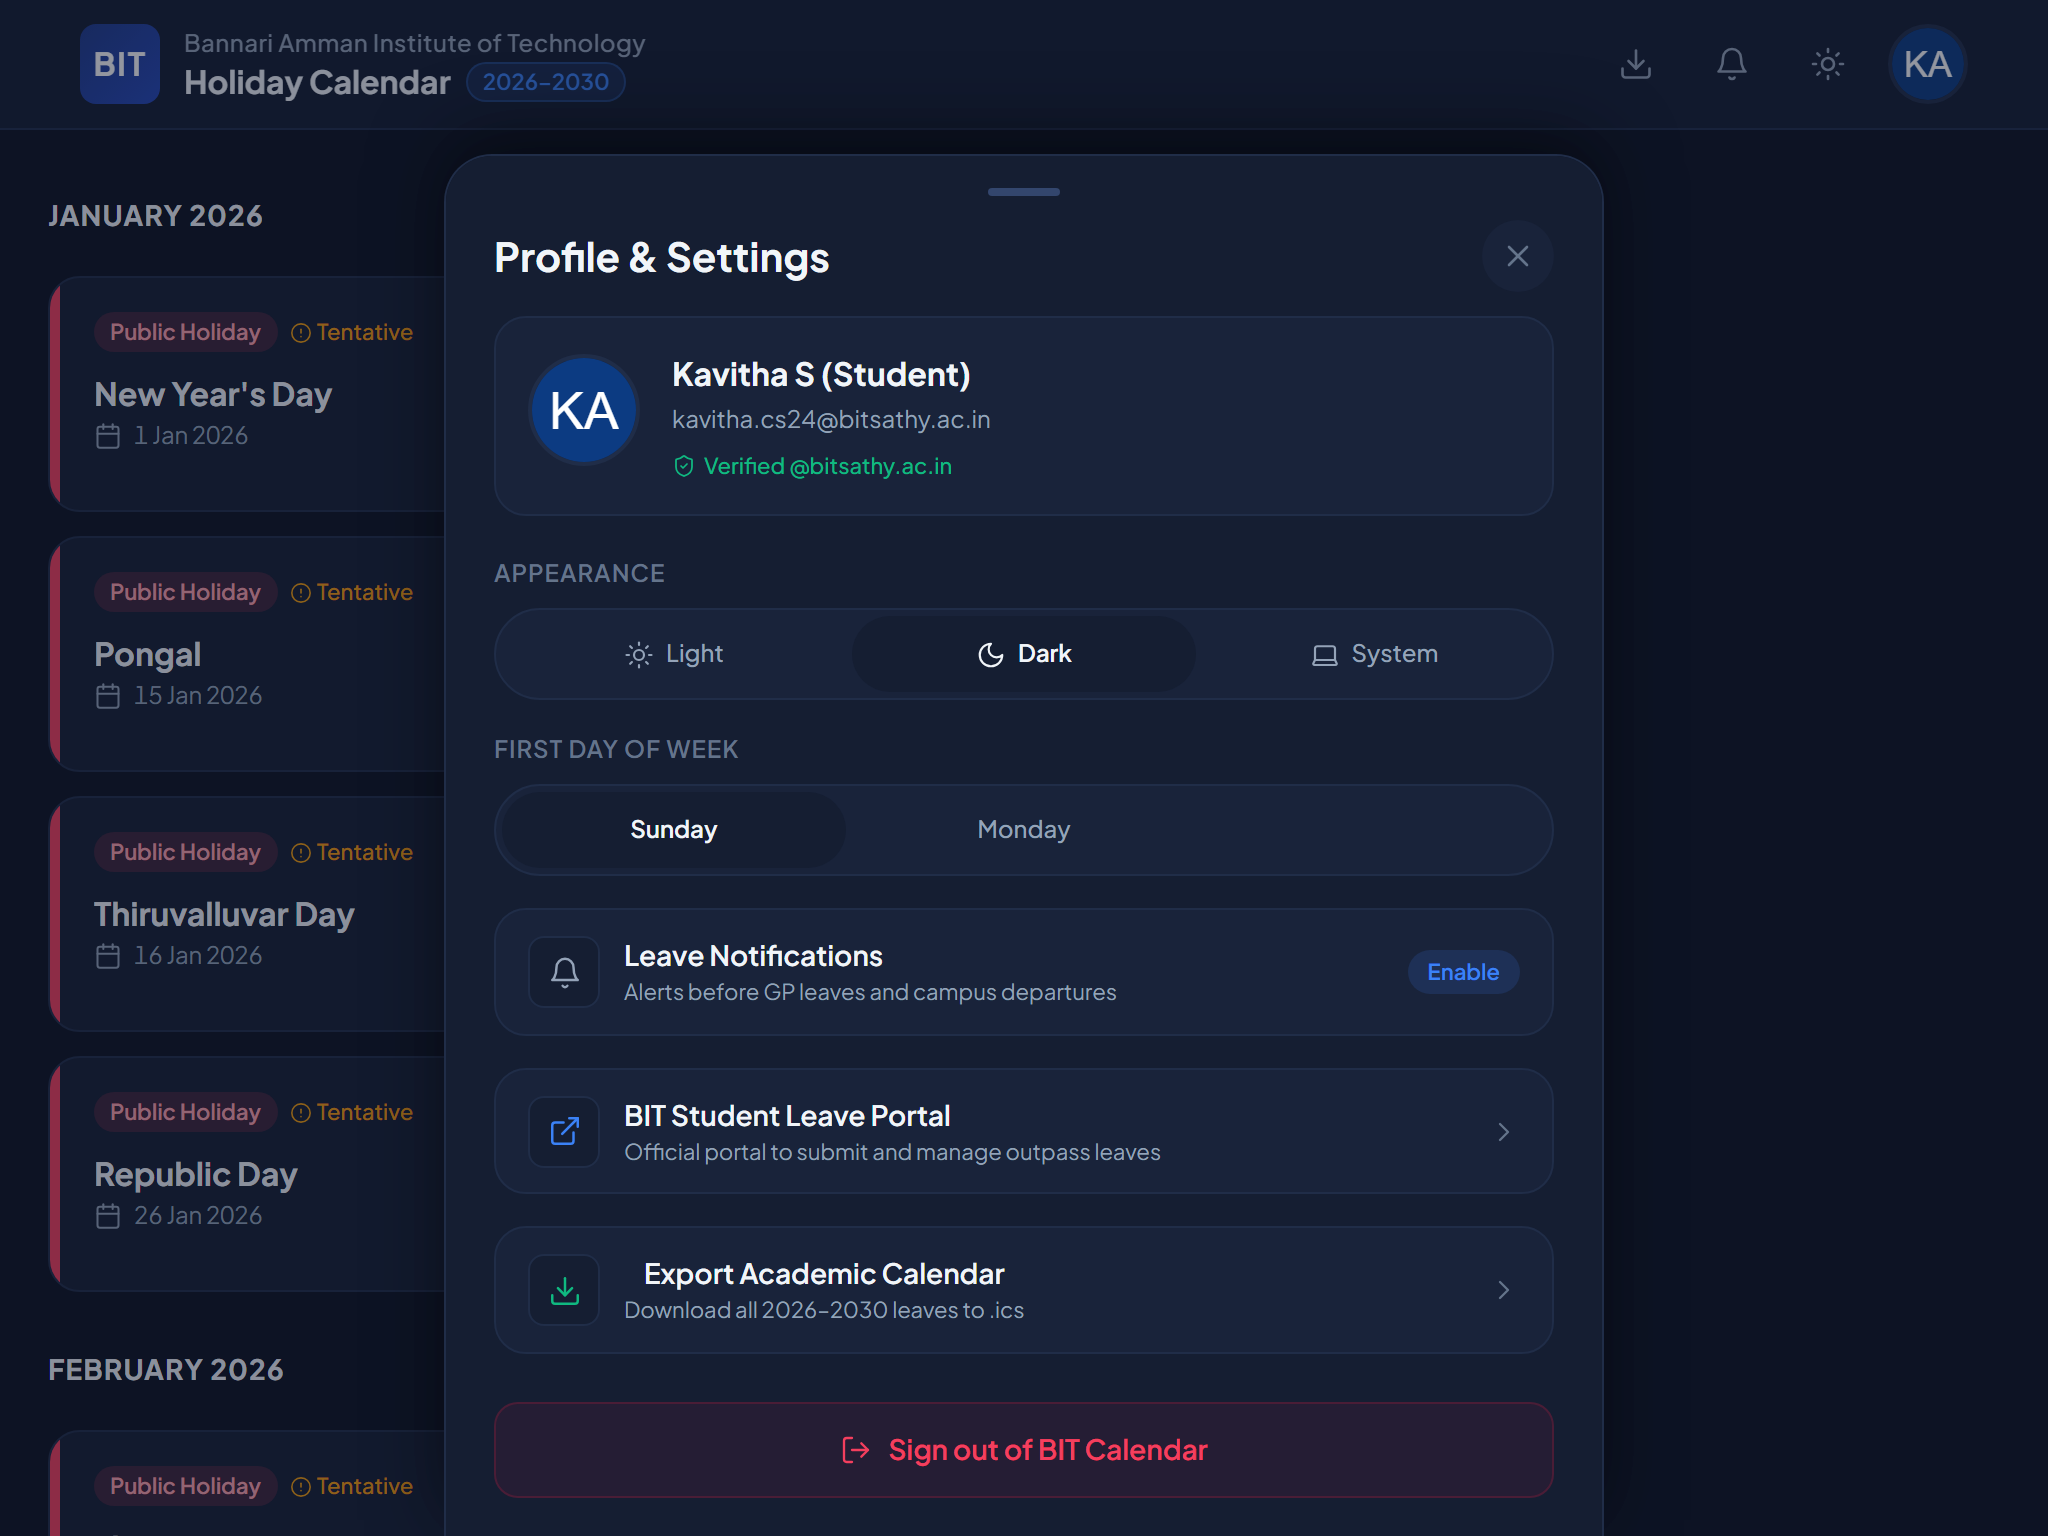 BIT
Bannari Amman Institute of Technology
Holiday Calendar 2026–2030
KA
JANUARY 2026
Public Holiday Tentative
New Year's Day
1 Jan 2026
Public Holiday Tentative
Pongal
15 Jan 2026
Public Holiday Tentative
Thiruvalluvar Day
16 Jan 2026
Public Holiday Tentative
Republic Day
26 Jan 2026
FEBRUARY 2026
Public Holiday Tentative
Profile & Settings
KA
Kavitha S (Student)
kavitha.cs24@bitsathy.ac.in
Verified @bitsathy.ac.in
APPEARANCE
Light Dark System
FIRST DAY OF WEEK
Sunday Monday
Leave Notifications
Alerts before GP leaves and campus departures
Enable
BIT Student Leave Portal
Official portal to submit and manage outpass leaves
Export Academic Calendar
Download all 2026–2030 leaves to .ics
Sign out of BIT Calendar